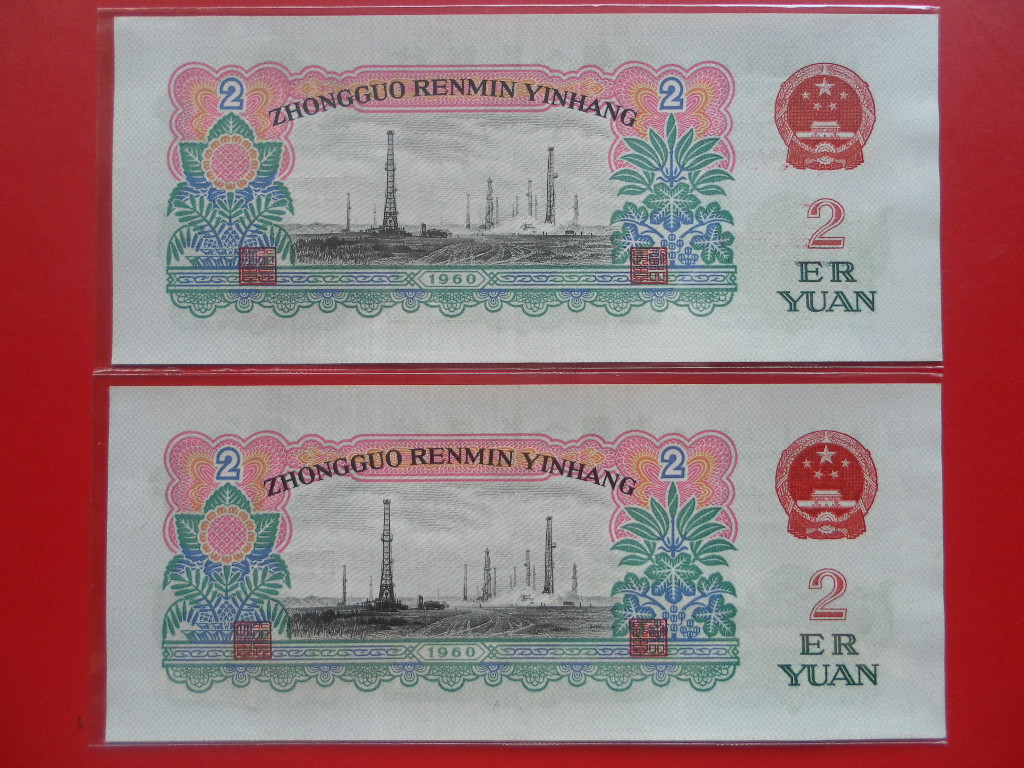 2 2
ZHONGGUO RENMIN YINHANG
2
ER
YUAN
1960
2 2
ZHONGGUO RENMIN YINHANG
2
ER
YUAN
1960